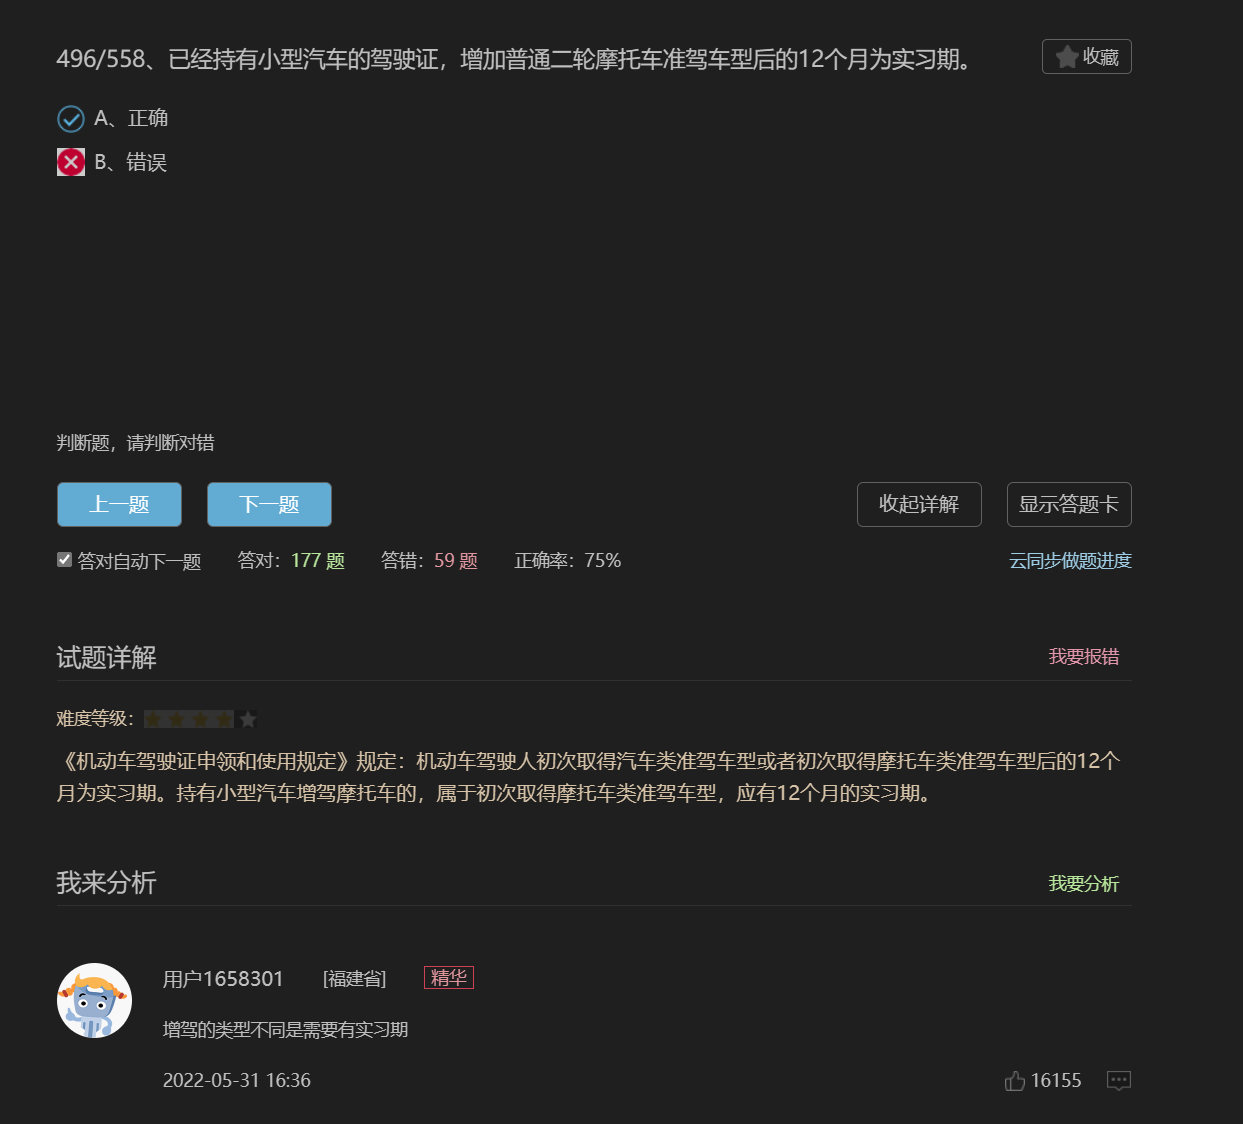 496/558、已经持有小型汽车的驾驶证，增加普通二轮摩托车准驾车型后的12个月为实习期。
收藏
A、正确
B、错误
判断题，请判断对错
上一题 下一题 收起详解 显示答题卡
答对自动下一题 答对：177 题 答错：59 题 正确率：75% 云同步做题进度
试题详解 我要报错
难度等级：
《机动车驾驶证申领和使用规定》规定：机动车驾驶人初次取得汽车类准驾车型或者初次取得摩托车类准驾车型后的12个
月为实习期。持有小型汽车增驾摩托车的，属于初次取得摩托车类准驾车型，应有12个月的实习期。
我来分析 我要分析
用户1658301 [福建省] 精华
增驾的类型不同是需要有实习期
2022-05-31 16:36 16155